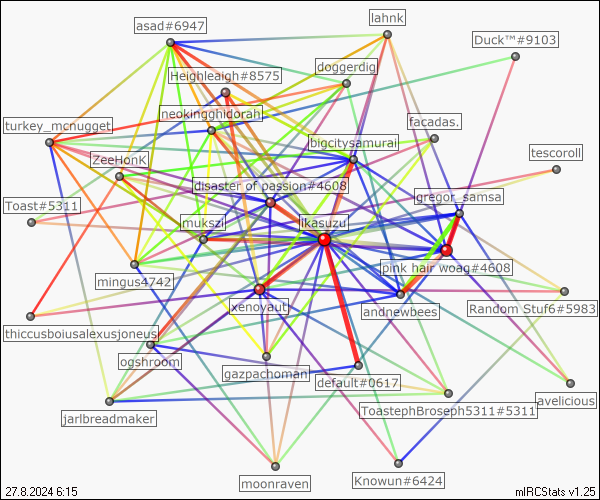 asad#6947
lahnk
Duck™#9103
Heighleigh#8575
doggerdig
neokingghidorah
turkey_mcnugget
facadas.
bigcitysamurai
ZeeHonk
tescoroll
disaster of passion#4608
gregor_samsa
Toast#5311
mukszi
ikasuzu
pink hair woag#4608
mingus4742
xenoyaut
andnewbees
Random Stuf6#5983
thiccusboiusalexusjoneus
ogshroom
gazpachoman
default#0617
avelicious
jarlbreadmaker
ToastephBroseph5311#5311
moonraven
Knowun#6424
27.8.2024 6:15
mIRCStats v1.25